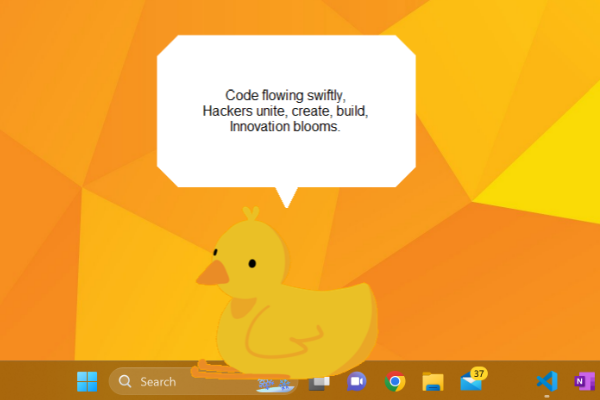 Code flowing swiftly,
Hackers unite, create, build,
Innovation blooms.
Search
37
N